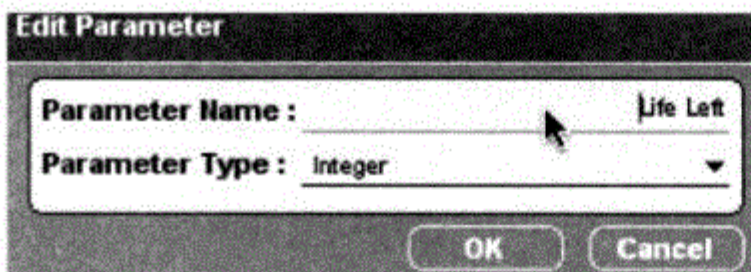 Edit Parameter
Parameter Name : Life Left
Parameter Type : Integer
OK Cancel